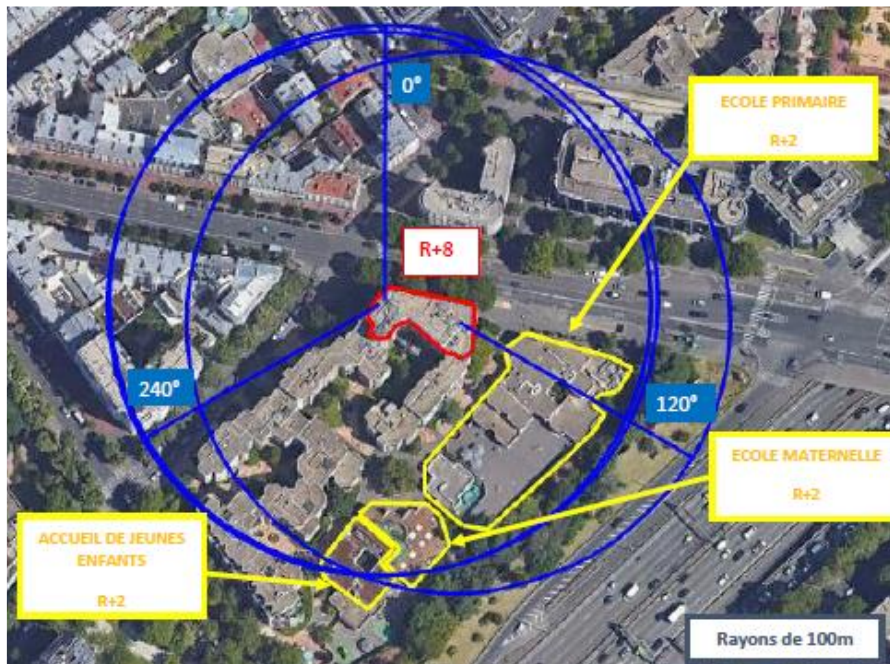 0°
ECOLE PRIMAIRE
R+2
R+8
240°
120°
ECOLE MATERNELLE
R+2
ACCUEIL DE JEUNES
ENFANTS
R+2
Rayons de 100m